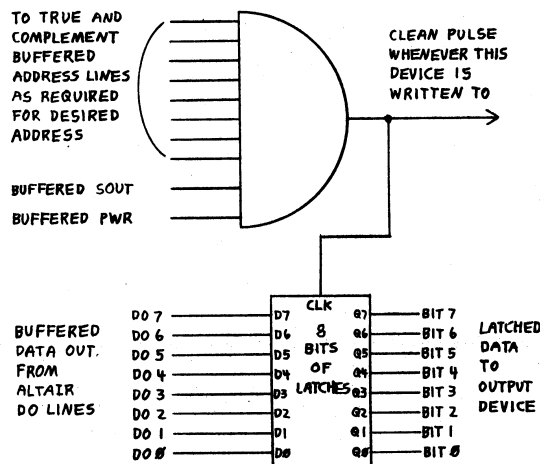 TO TRUE AND
COMPLEMENT
BUFFERED
ADDRESS LINES
AS REQUIRED
FOR DESIRED
ADDRESS
BUFFERED SOUT
BUFFERED PWR
CLEAN PULSE
WHENEVER THIS
DEVICE IS
WRITTEN TO
BUFFERED
DATA OUT.
FROM
ALTAIR
DO LINES
DO 7
DO 6
DO 5
DO 4
DO 3
DO 2
DO 1
DO 0
D7
D6
D5
D4
D3
D2
D1
D0
CLK
8
BITS
OF
LATCHES
Q7
Q6
Q5
Q4
Q3
Q2
Q1
Q0
BIT 7
BIT 6
BIT 5
BIT 4
BIT 3
BIT 2
BIT 1
BIT 0
LATCHED
DATA
TO
OUTPUT
DEVICE